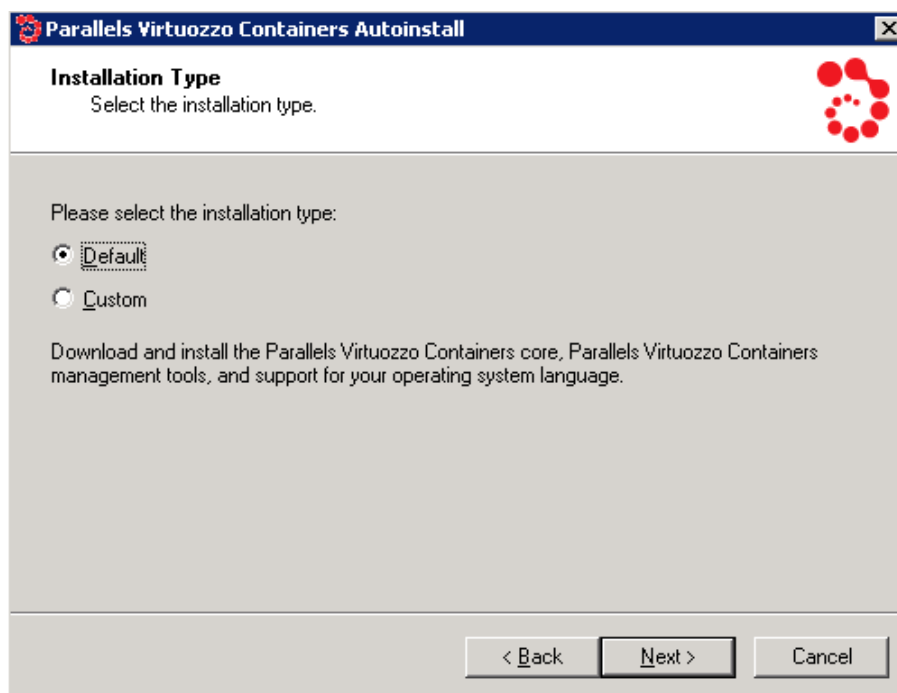 Parallels Virtuozzo Containers Autoinstall
Installation Type
Select the installation type.
Please select the installation type:
Default
Custom
Download and install the Parallels Virtuozzo Containers core, Parallels Virtuozzo Containers
management tools, and support for your operating system language.
< Back Next > Cancel